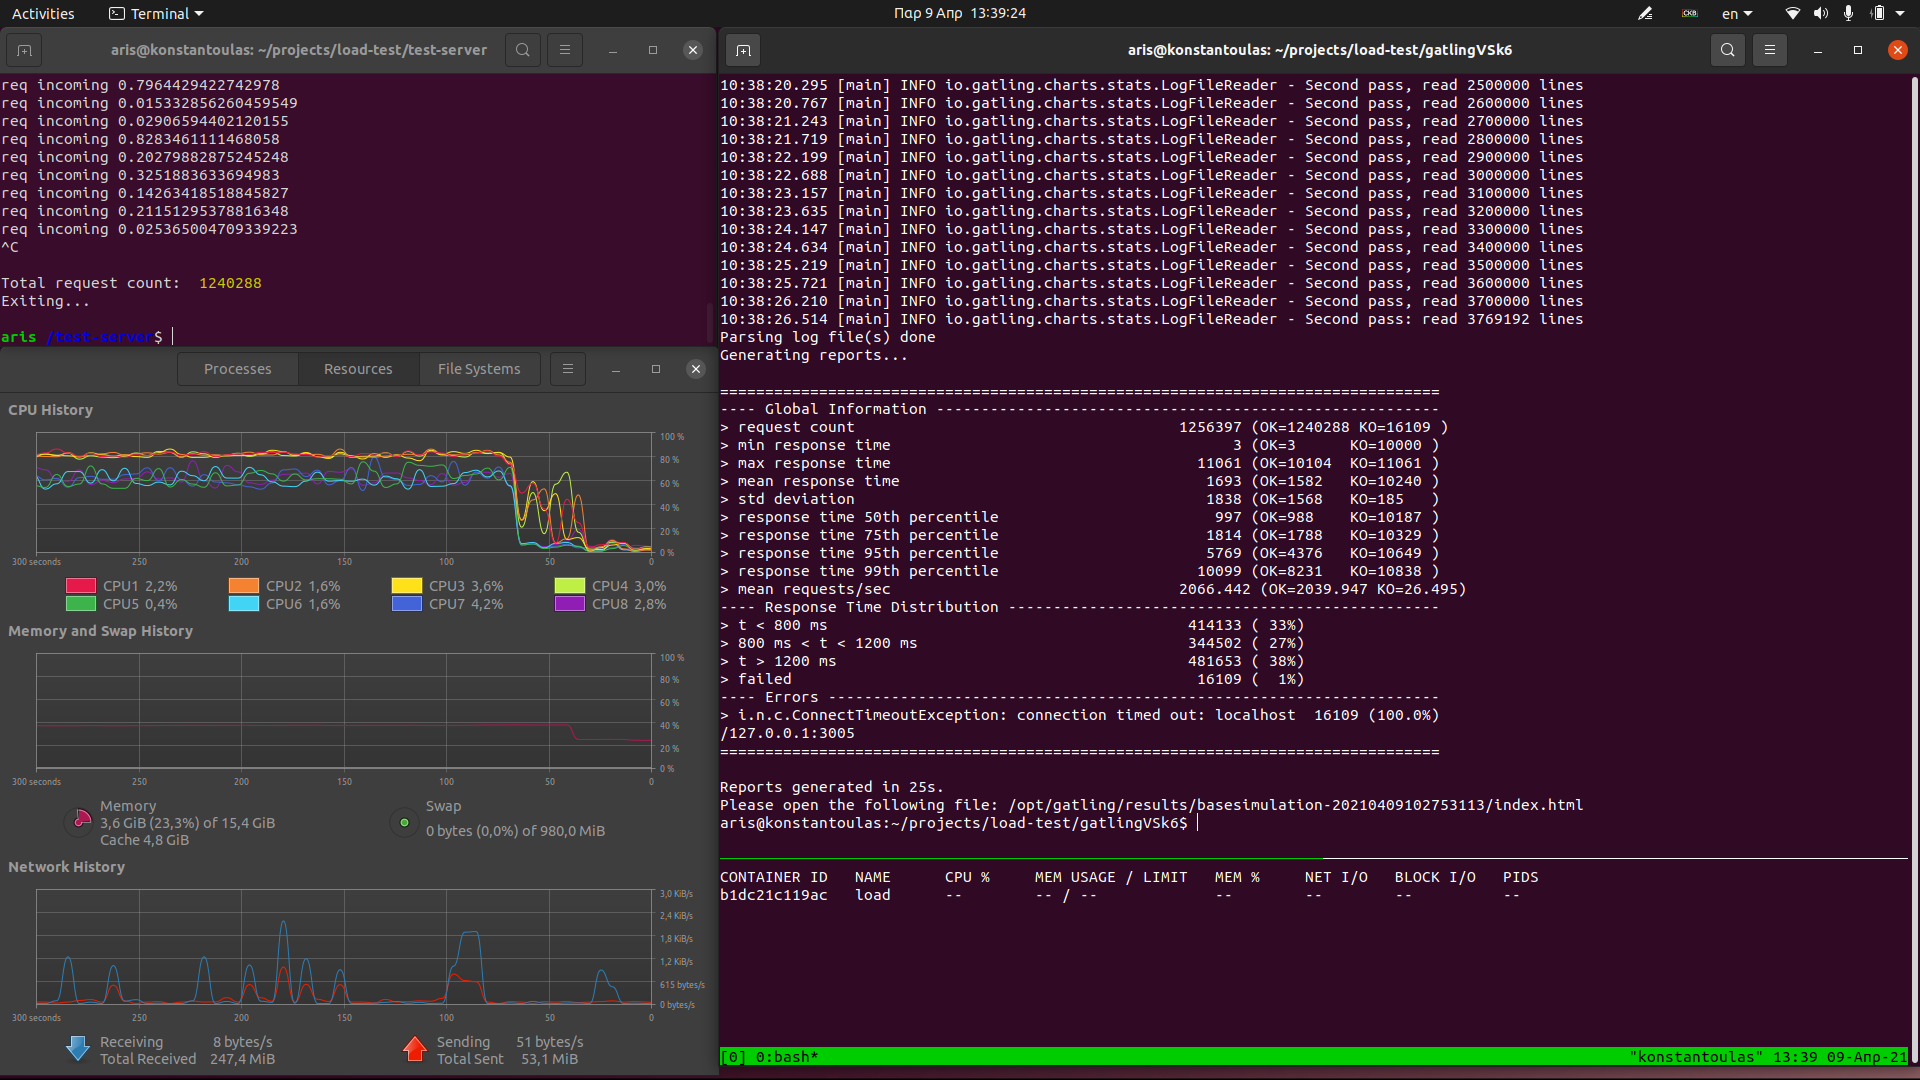 Activities Terminal Παρ 9 Απρ 13:39:24 CKB en
aris@konstantoulas: ~/projects/load-test/test-server
req incoming 0.7964429422742978
req incoming 0.015332856260459549
req incoming 0.02906594402120155
req incoming 0.8283461111468058
req incoming 0.20279882875245248
req incoming 0.3251883633694983
req incoming 0.14263418518845827
req incoming 0.21151295378816348
req incoming 0.025365004709339223
^C
Total request count: 1240288
Exiting...
aris /test-server$
Processes Resources File Systems
CPU History
100 %
80 %
60 %
40 %
20 %
0 %
300 seconds 250 200 150 100 50 0
CPU1 2,2% CPU2 1,6% CPU3 3,6% CPU4 3,0%
CPU5 0,4% CPU6 1,6% CPU7 4,2% CPU8 2,8%
Memory and Swap History
100 %
80 %
60 %
40 %
20 %
0 %
300 seconds 250 200 150 100 50 0
Memory
3,6 GiB (23,3%) of 15,4 GiB
Cache 4,8 GiB
Swap
0 bytes (0,0%) of 980,0 MiB
Network History
3,0 KiB/s
2,4 KiB/s
1,8 KiB/s
1,2 KiB/s
615 bytes/s
0 bytes/s
300 seconds 250 200 150 100 50 0
Receiving 8 bytes/s
Total Received 247,4 MiB
Sending 51 bytes/s
Total Sent 53,1 MiB
aris@konstantoulas: ~/projects/load-test/gatlingVSk6
10:38:20.295 [main] INFO io.gatling.charts.stats.LogFileReader - Second pass, read 2500000 lines
10:38:20.767 [main] INFO io.gatling.charts.stats.LogFileReader - Second pass, read 2600000 lines
10:38:21.243 [main] INFO io.gatling.charts.stats.LogFileReader - Second pass, read 2700000 lines
10:38:21.719 [main] INFO io.gatling.charts.stats.LogFileReader - Second pass, read 2800000 lines
10:38:22.199 [main] INFO io.gatling.charts.stats.LogFileReader - Second pass, read 2900000 lines
10:38:22.688 [main] INFO io.gatling.charts.stats.LogFileReader - Second pass, read 3000000 lines
10:38:23.157 [main] INFO io.gatling.charts.stats.LogFileReader - Second pass, read 3100000 lines
10:38:23.635 [main] INFO io.gatling.charts.stats.LogFileReader - Second pass, read 3200000 lines
10:38:24.147 [main] INFO io.gatling.charts.stats.LogFileReader - Second pass, read 3300000 lines
10:38:24.634 [main] INFO io.gatling.charts.stats.LogFileReader - Second pass, read 3400000 lines
10:38:25.219 [main] INFO io.gatling.charts.stats.LogFileReader - Second pass, read 3500000 lines
10:38:25.721 [main] INFO io.gatling.charts.stats.LogFileReader - Second pass, read 3600000 lines
10:38:26.210 [main] INFO io.gatling.charts.stats.LogFileReader - Second pass, read 3700000 lines
10:38:26.514 [main] INFO io.gatling.charts.stats.LogFileReader - Second pass: read 3769192 lines
Parsing log file(s) done
Generating reports...
================================================================================
---- Global Information --------------------------------------------------------
> request count 1256397 (OK=1240288 KO=16109 )
> min response time 3 (OK=3 KO=10000 )
> max response time 11061 (OK=10104 KO=11061 )
> mean response time 1693 (OK=1582 KO=10240 )
> std deviation 1838 (OK=1568 KO=185 )
> response time 50th percentile 997 (OK=988 KO=10187 )
> response time 75th percentile 1814 (OK=1788 KO=10329 )
> response time 95th percentile 5769 (OK=4376 KO=10649 )
> response time 99th percentile 10099 (OK=8231 KO=10838 )
> mean requests/sec 2066.442 (OK=2039.947 KO=26.495)
---- Response Time Distribution ------------------------------------------------
> t < 800 ms 414133 ( 33%)
> 800 ms < t < 1200 ms 344502 ( 27%)
> t > 1200 ms 481653 ( 38%)
> failed 16109 ( 1%)
---- Errors --------------------------------------------------------------------
> i.n.c.ConnectTimeoutException: connection timed out: localhost 16109 (100.0%)
/127.0.0.1:3005
================================================================================
Reports generated in 25s.
Please open the following file: /opt/gatling/results/basesimulation-20210409102753113/index.html
aris@konstantoulas:~/projects/load-test/gatlingVSk6$
CONTAINER ID NAME CPU % MEM USAGE / LIMIT MEM % NET I/O BLOCK I/O PIDS
b1dc21c119ac load -- -- / -- -- -- -- --
[0] 0:bash* "konstantoulas" 13:39 09-Απρ-21